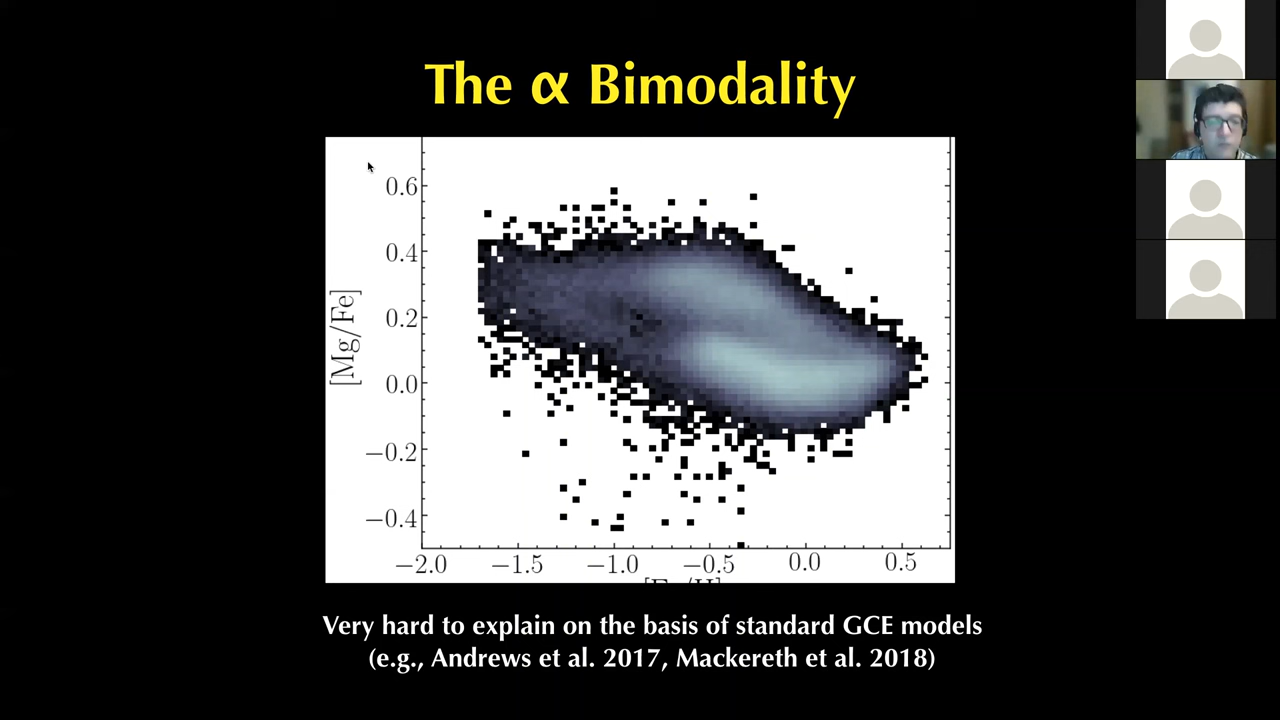 The α Bimodality
0.6
0.4
0.2
0.0
−0.2
−0.4
[Mg/Fe]
−2.0 −1.5 −1.0 −0.5 0.0 0.5
Very hard to explain on the basis of standard GCE models
(e.g., Andrews et al. 2017, Mackereth et al. 2018)